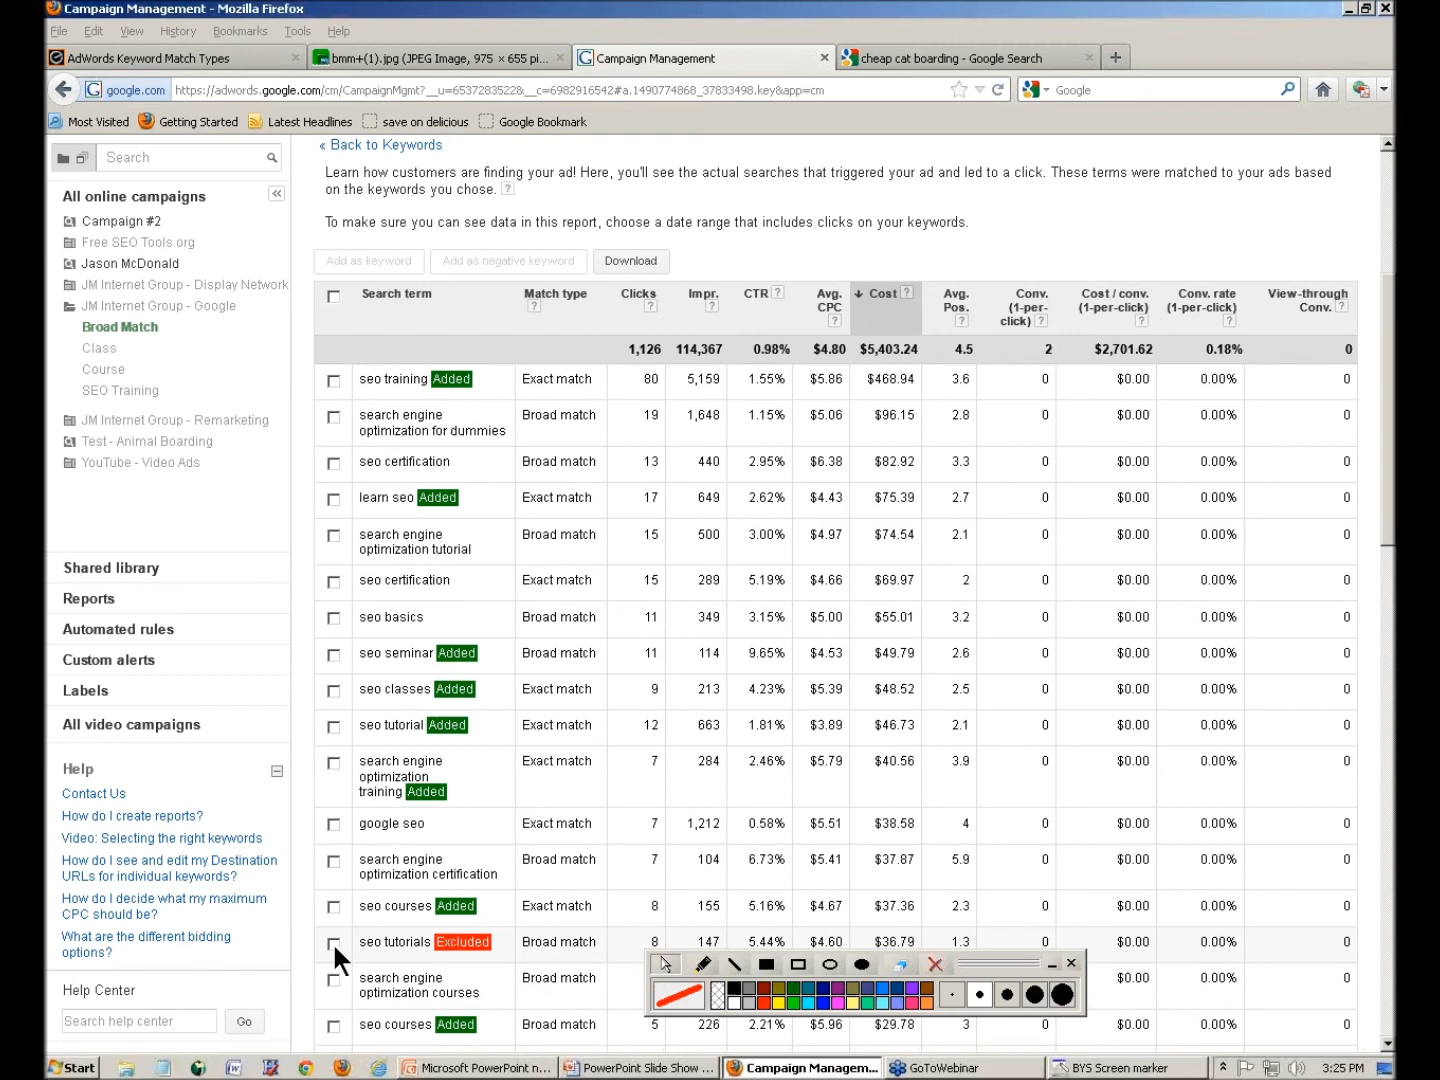 Campaign Management - Mozilla Firefox
File Edit View History Bookmarks Tools Help
AdWords Keyword Match Types
bmm+(1).jpg (JPEG Image, 975 × 655 pi...
Campaign Management
cheap cat boarding - Google Search
google.com https://adwords.google.com/cm/CampaignMgmt?__u=6537283522&__c=6982916542#a.1490774868_37833498.key&app=cm
Google
Most Visited Getting Started Latest Headlines save on delicious Google Bookmark
Search
All online campaigns
Campaign #2
Free SEO Tools.org
Jason McDonald
JM Internet Group - Display Network
JM Internet Group - Google
Broad Match
Class
Course
SEO Training
JM Internet Group - Remarketing
Test - Animal Boarding
YouTube - Video Ads
Shared library
Reports
Automated rules
Custom alerts
Labels
All video campaigns
Help
Contact Us
How do I create reports?
Video: Selecting the right keywords
How do I see and edit my Destination
URLs for individual keywords?
How do I decide what my maximum
CPC should be?
What are the different bidding
options?
Help Center
Search help center Go
« Back to Keywords
Learn how customers are finding your ad! Here, you'll see the actual searches that triggered your ad and led to a click. These terms were matched to your ads based
on the keywords you chose. ?
To make sure you can see data in this report, choose a date range that includes clicks on your keywords.
Add as keyword Add as negative keyword Download
Search term Match type ? Clicks ? Impr. ? CTR ? Avg. CPC ? Cost ? Avg. Pos. ? Conv. (1-per-click) ? Cost / conv. (1-per-click) ? Conv. rate (1-per-click) ? View-through Conv. ?
1,126 114,367 0.98% $4.80 $5,403.24 4.5 2 $2,701.62 0.18% 0
seo training Added Exact match 80 5,159 1.55% $5.86 $468.94 3.6 0 $0.00 0.00% 0
search engine
optimization for dummies Broad match 19 1,648 1.15% $5.06 $96.15 2.8 0 $0.00 0.00% 0
seo certification Broad match 13 440 2.95% $6.38 $82.92 3.3 0 $0.00 0.00% 0
learn seo Added Exact match 17 649 2.62% $4.43 $75.39 2.7 0 $0.00 0.00% 0
search engine
optimization tutorial Broad match 15 500 3.00% $4.97 $74.54 2.1 0 $0.00 0.00% 0
seo certification Exact match 15 289 5.19% $4.66 $69.97 2 0 $0.00 0.00% 0
seo basics Broad match 11 349 3.15% $5.00 $55.01 3.2 0 $0.00 0.00% 0
seo seminar Added Exact match 11 114 9.65% $4.53 $49.79 2.6 0 $0.00 0.00% 0
seo classes Added Exact match 9 213 4.23% $5.39 $48.52 2.5 0 $0.00 0.00% 0
seo tutorial Added Exact match 12 663 1.81% $3.89 $46.73 2.1 0 $0.00 0.00% 0
search engine
optimization
training Added Exact match 7 284 2.46% $5.79 $40.56 3.9 0 $0.00 0.00% 0
google seo Exact match 7 1,212 0.58% $5.51 $38.58 4 0 $0.00 0.00% 0
search engine
optimization certification Broad match 7 104 6.73% $5.41 $37.87 5.9 0 $0.00 0.00% 0
seo courses Added Exact match 8 155 5.16% $4.67 $37.36 2.3 0 $0.00 0.00% 0
seo tutorials Excluded Broad match 8 147 5.44% $4.60 $36.79 1.3 0 $0.00 0.00% 0
search engine
optimization courses Broad match $0.00 0.00% 0
seo courses Added Broad match 5 226 2.21% $5.96 $29.78 3 0 $0.00 0.00% 0
Start Microsoft PowerPoint n... PowerPoint Slide Show ... Campaign Managem... GoToWebinar BYS Screen marker 3:25 PM